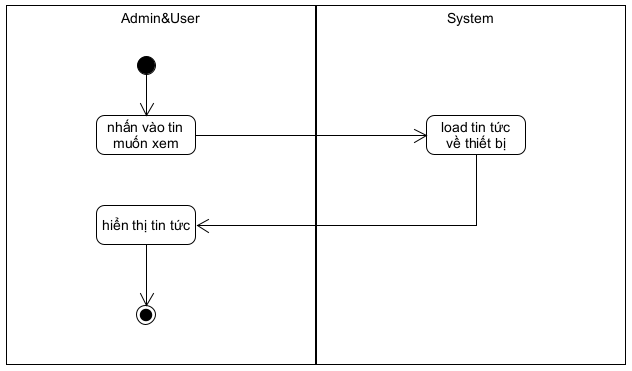 Admin&User
System
nhấn vào tin
muốn xem
load tin tức
về thiết bị
hiển thị tin tức